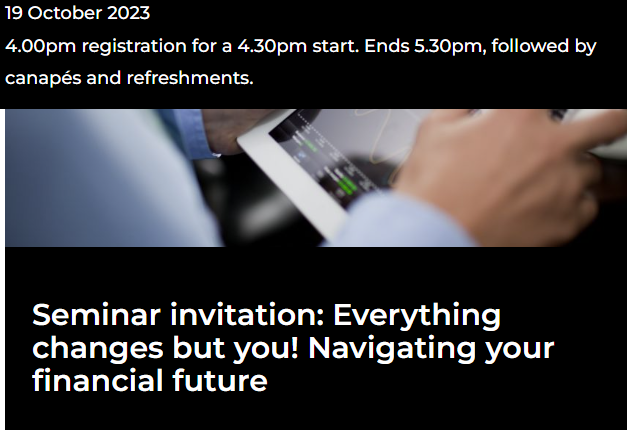 19 October 2023
4.00pm registration for a 4.30pm start. Ends 5.30pm, followed by
canapés and refreshments.
Seminar invitation: Everything
changes but you! Navigating your
financial future